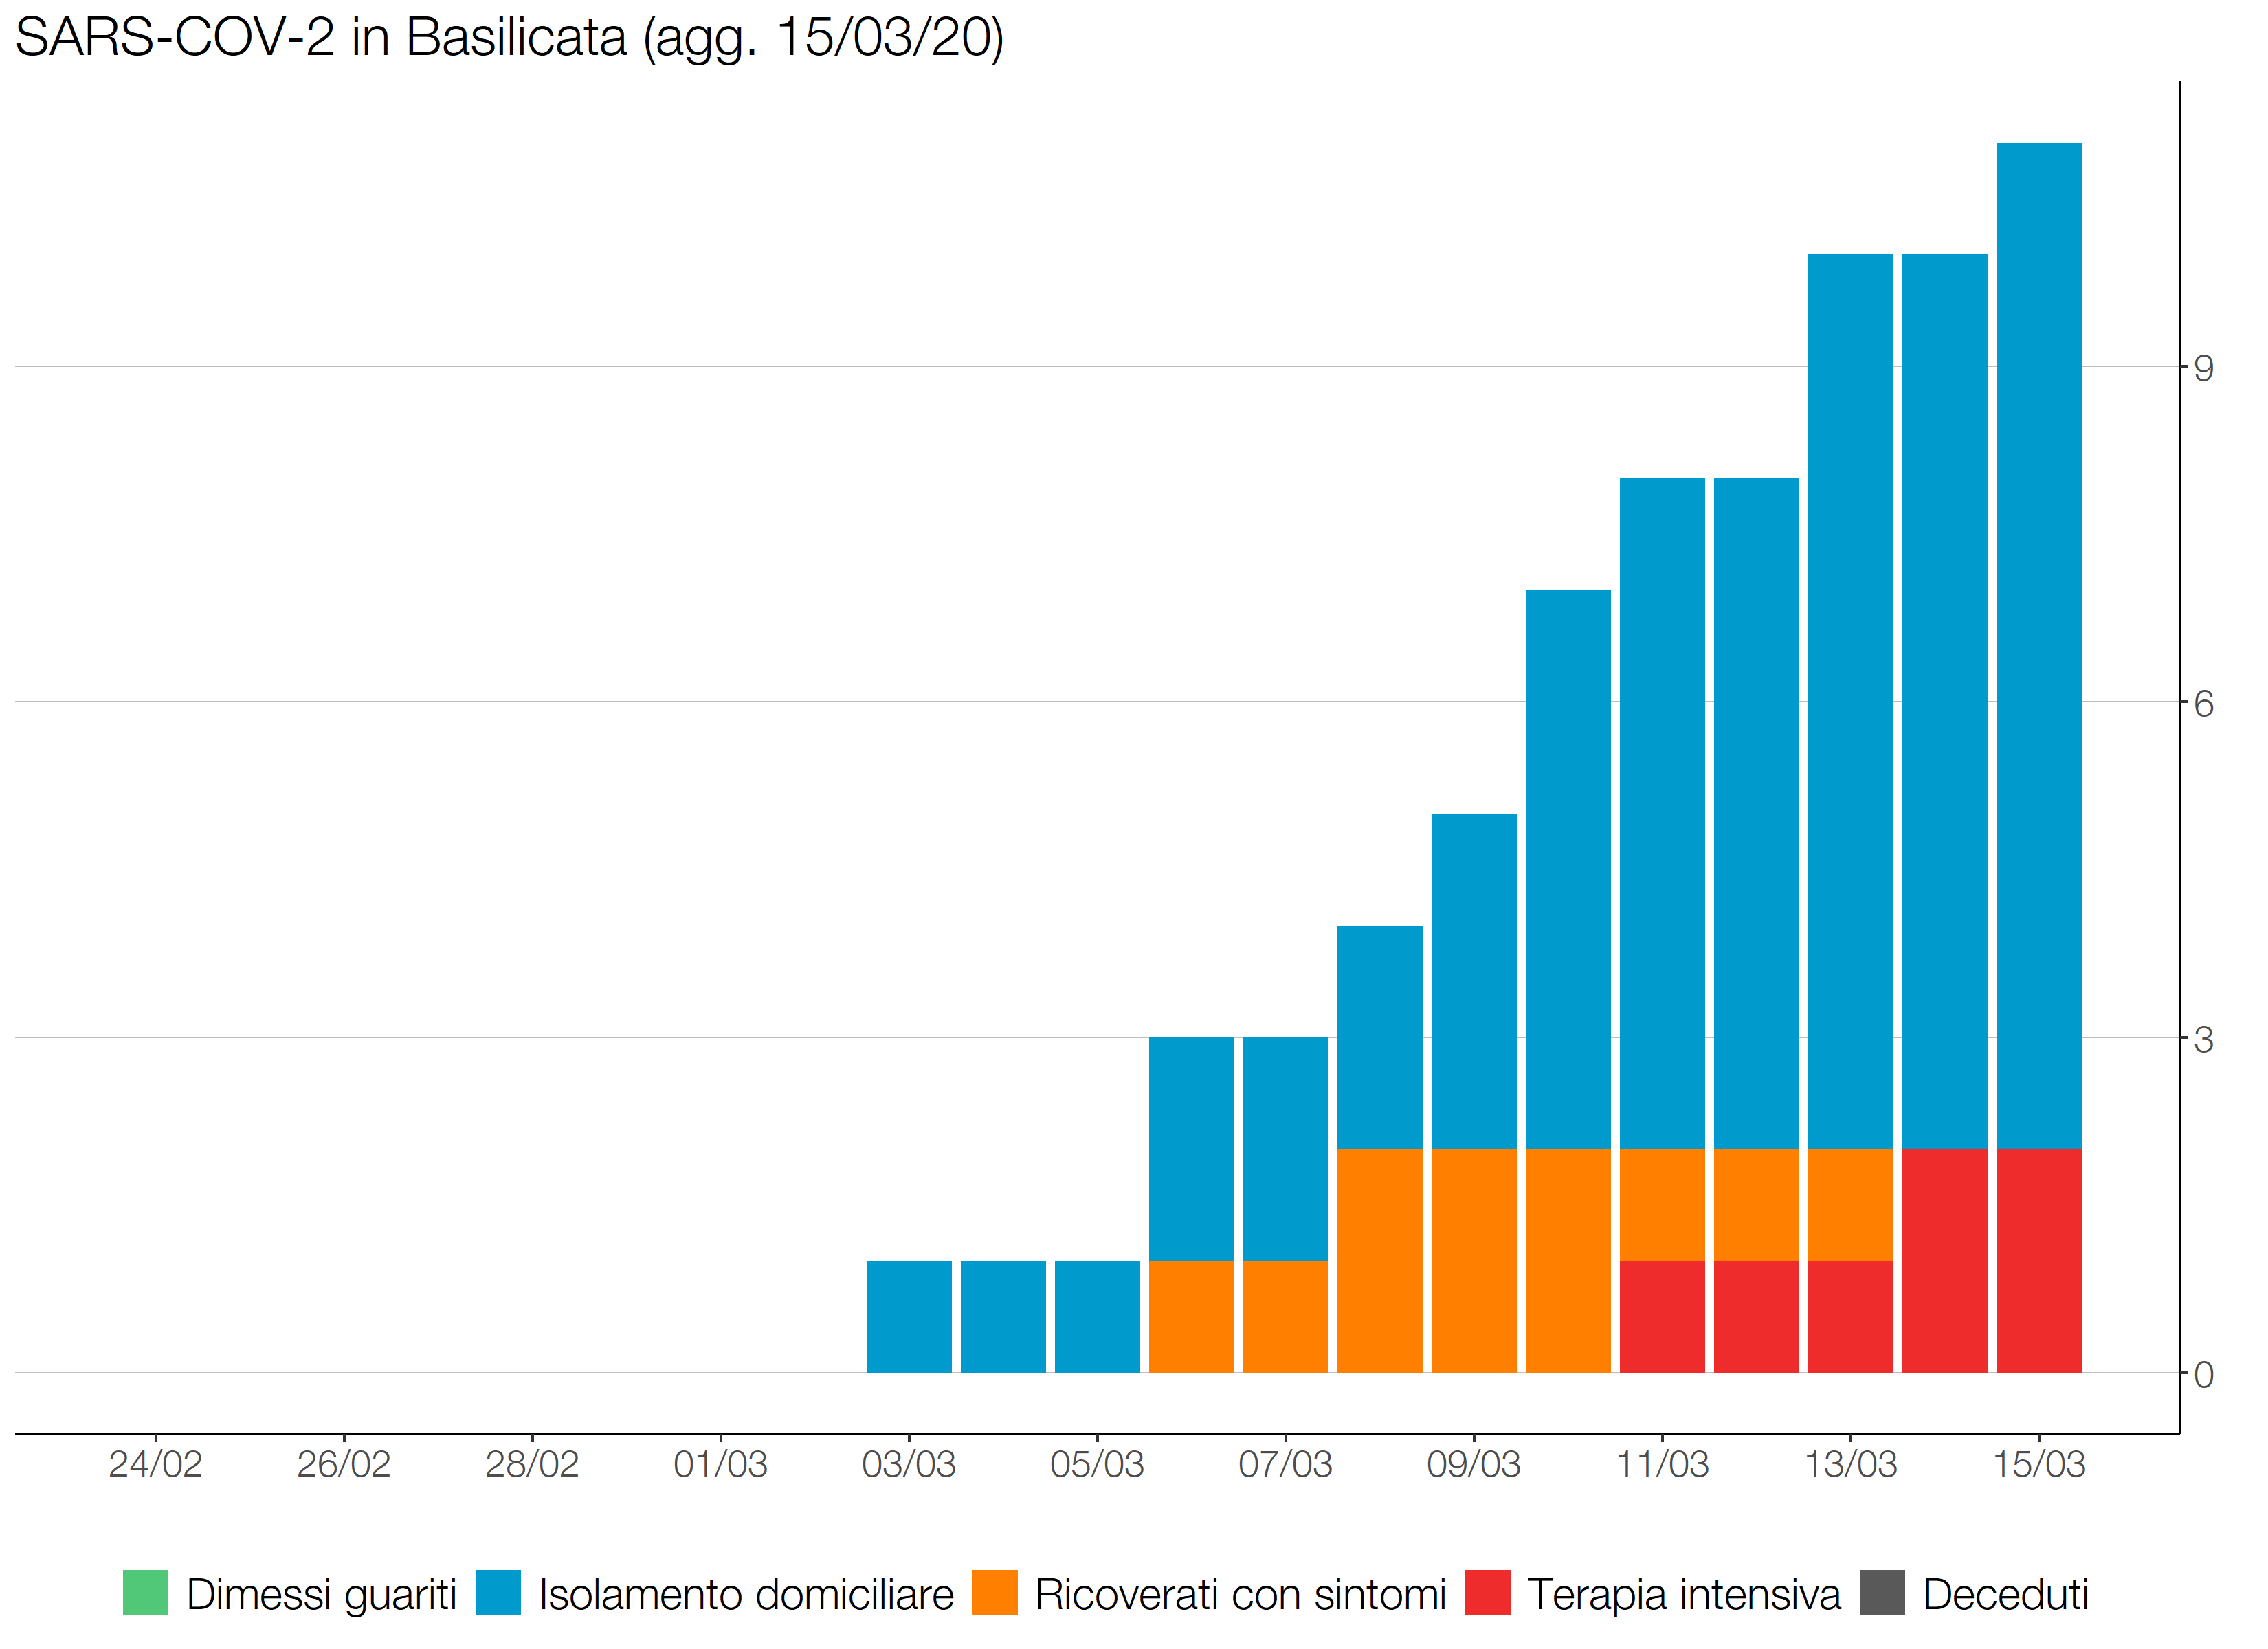 SARS-COV-2 in Basilicata (agg. 15/03/20)
9
6
3
0
24/02 26/02 28/02 01/03 03/03 05/03 07/03 09/03 11/03 13/03 15/03
Dimessi guariti Isolamento domiciliare Ricoverati con sintomi Terapia intensiva Deceduti